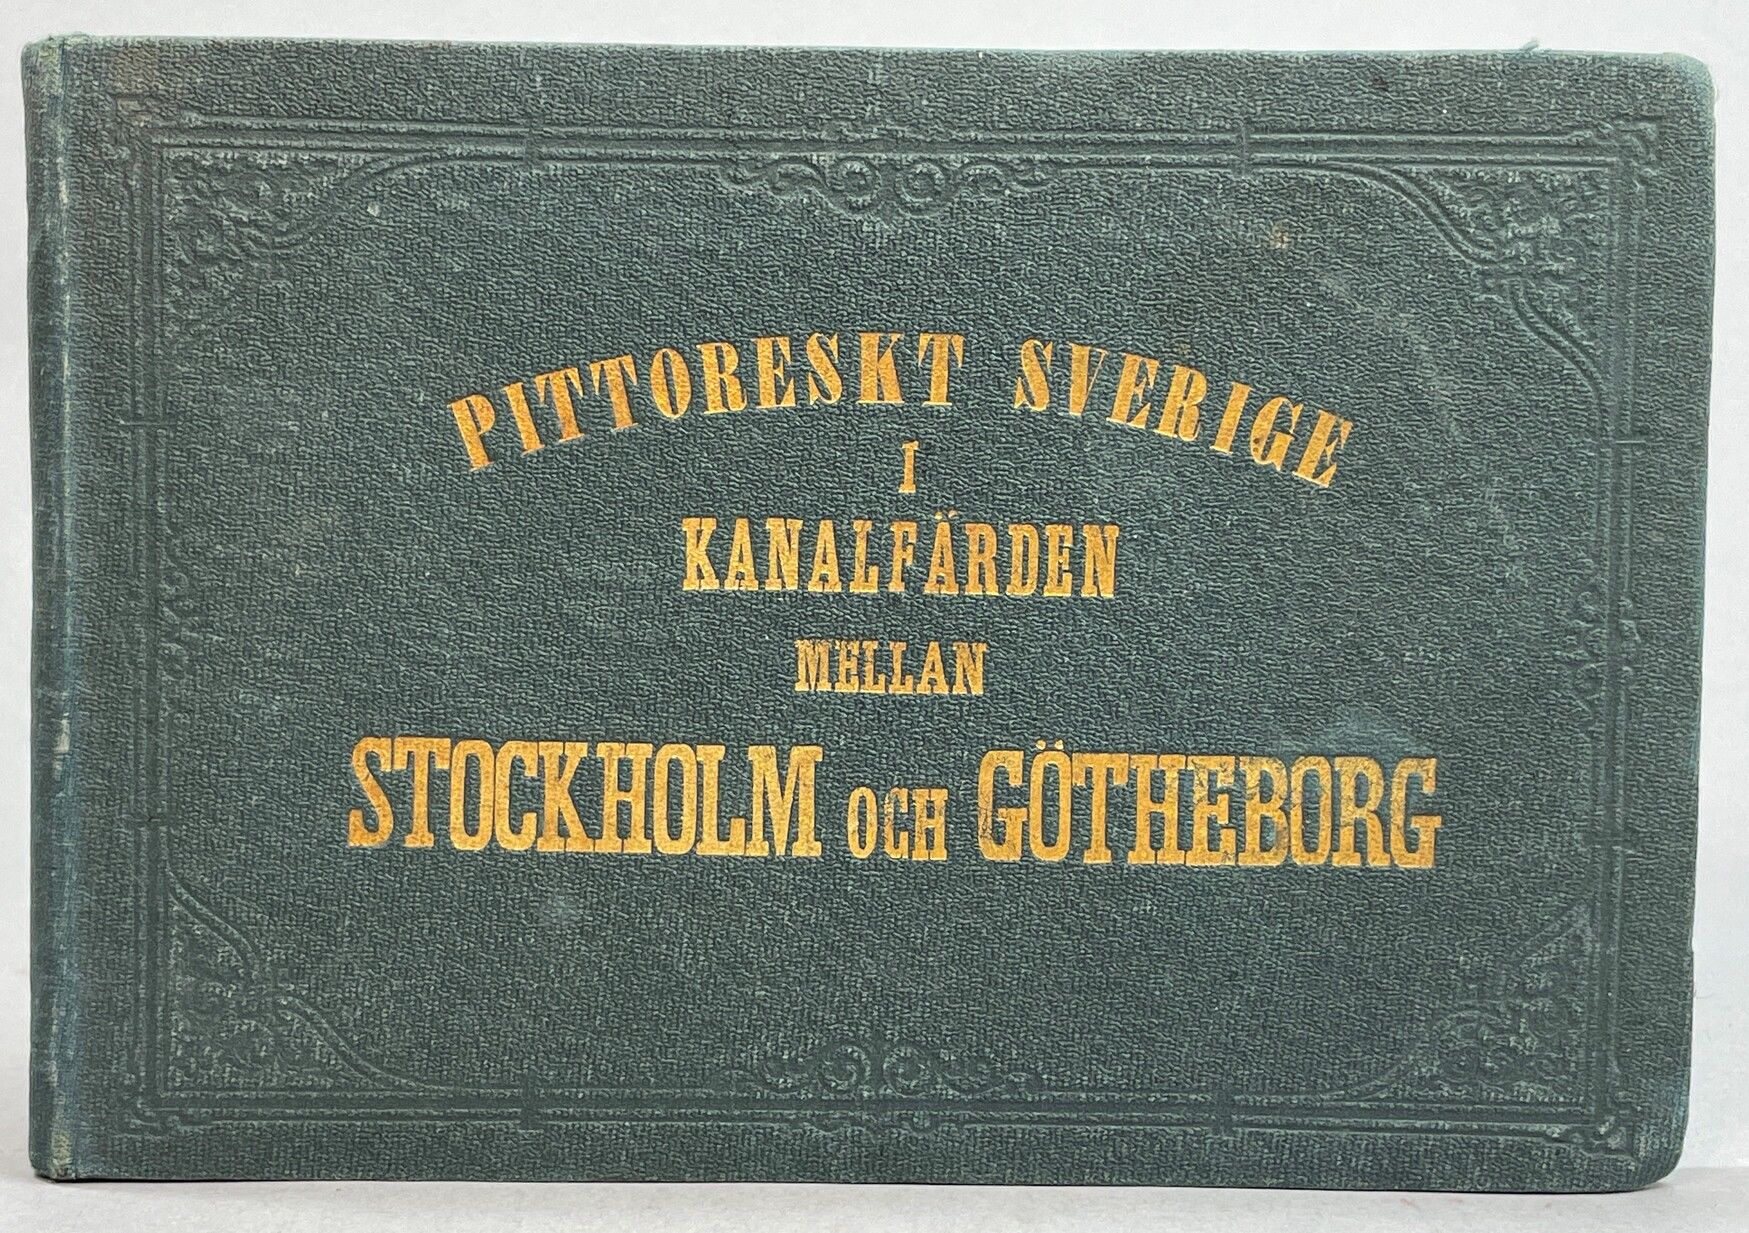 PITTORESKT SVERIGE
I
KANALFÄRDEN
MELLAN
STOCKHOLM OCH GÖTHEBORG